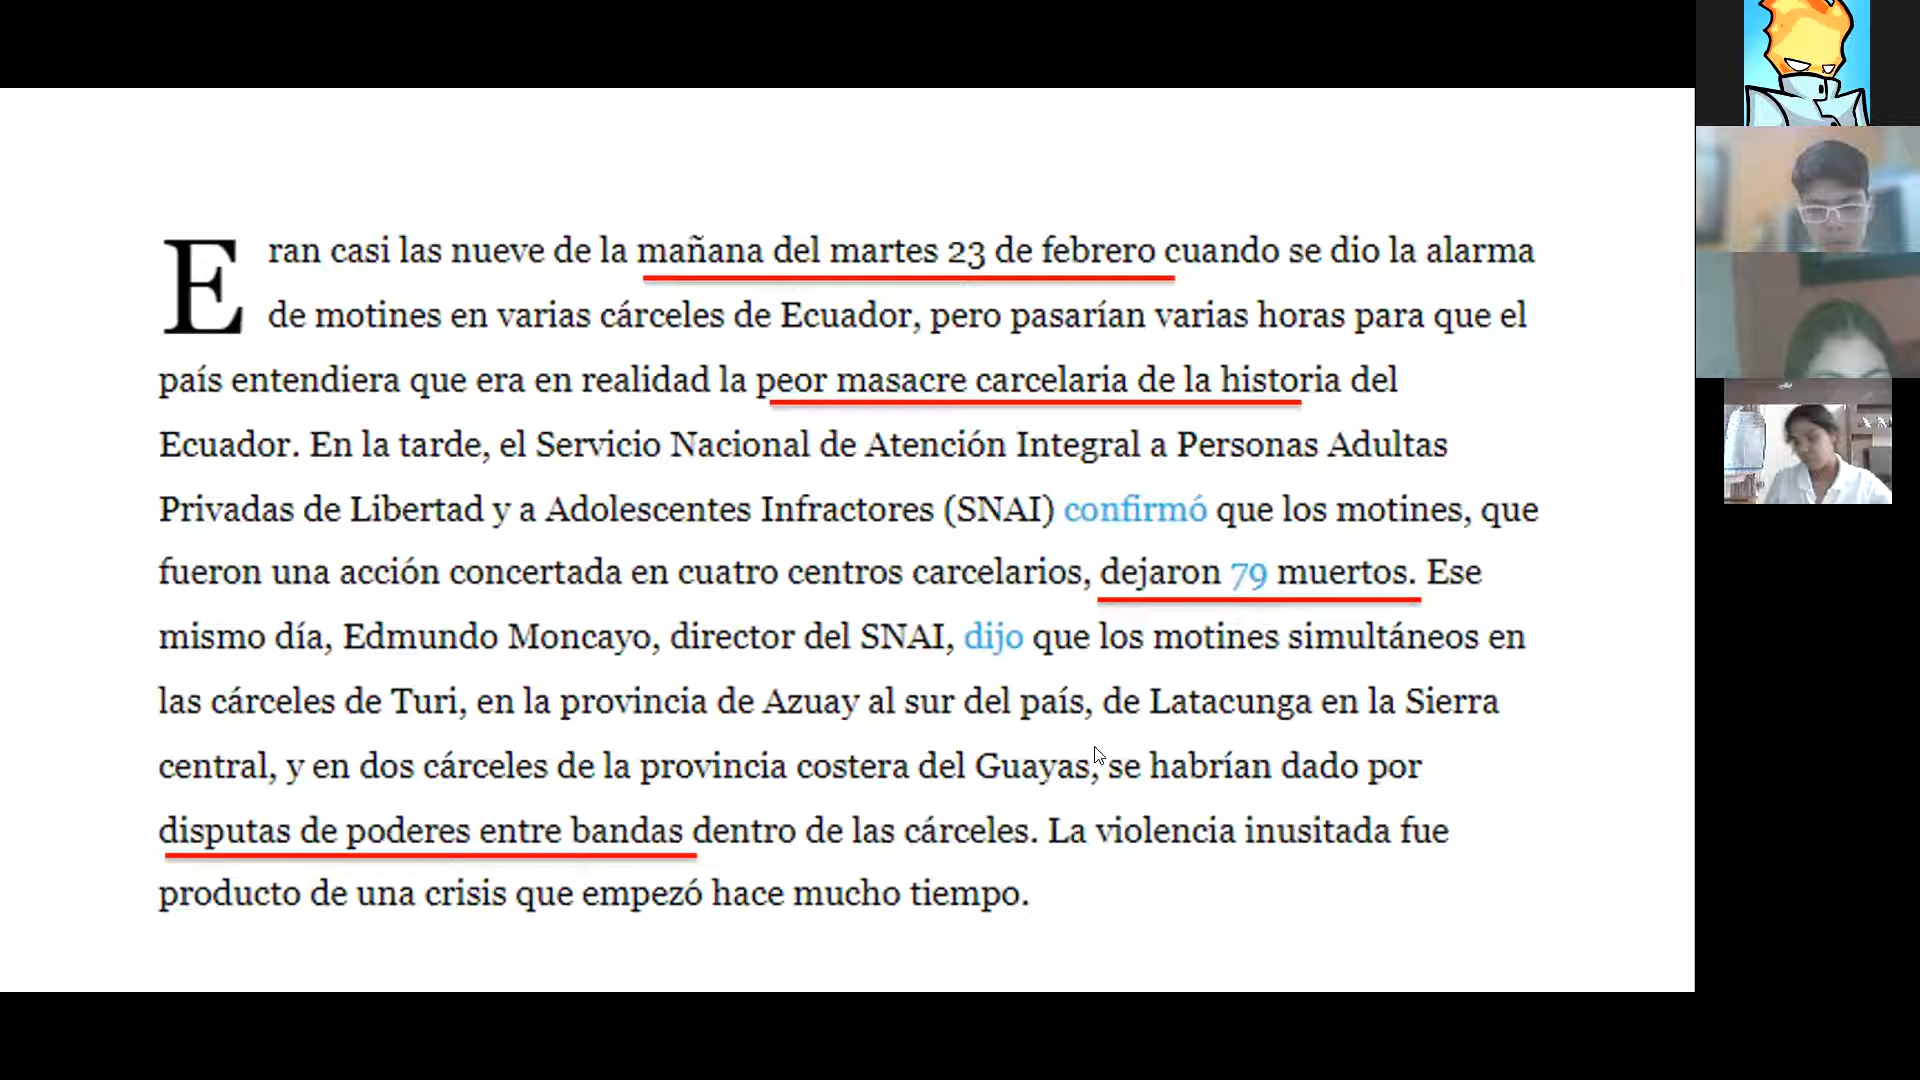 Eran casi las nueve de la mañana del martes 23 de febrero cuando se dio la alarma
de motines en varias cárceles de Ecuador, pero pasarían varias horas para que el
país entendiera que era en realidad la peor masacre carcelaria de la historia del
Ecuador. En la tarde, el Servicio Nacional de Atención Integral a Personas Adultas
Privadas de Libertad y a Adolescentes Infractores (SNAI) confirmó que los motines, que
fueron una acción concertada en cuatro centros carcelarios, dejaron 79 muertos. Ese
mismo día, Edmundo Moncayo, director del SNAI, dijo que los motines simultáneos en
las cárceles de Turi, en la provincia de Azuay al sur del país, de Latacunga en la Sierra
central, y en dos cárceles de la provincia costera del Guayas, se habrían dado por
disputas de poderes entre bandas dentro de las cárceles. La violencia inusitada fue
producto de una crisis que empezó hace mucho tiempo.